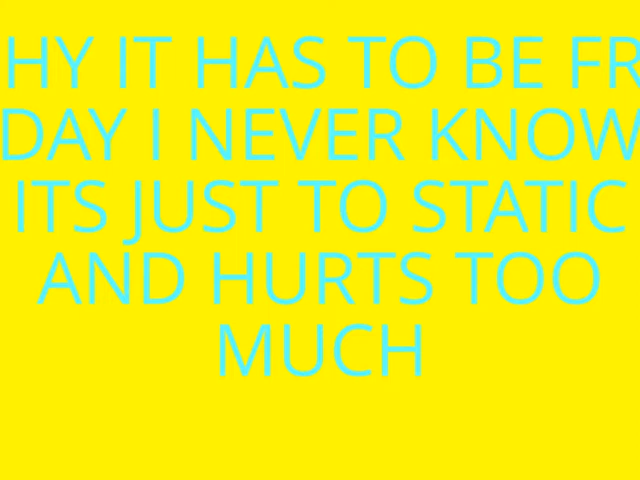 HY IT HAS TO BE FR
DAY I NEVER KNOW
ITS JUST TO STATIC
AND HURTS TOO
MUCH